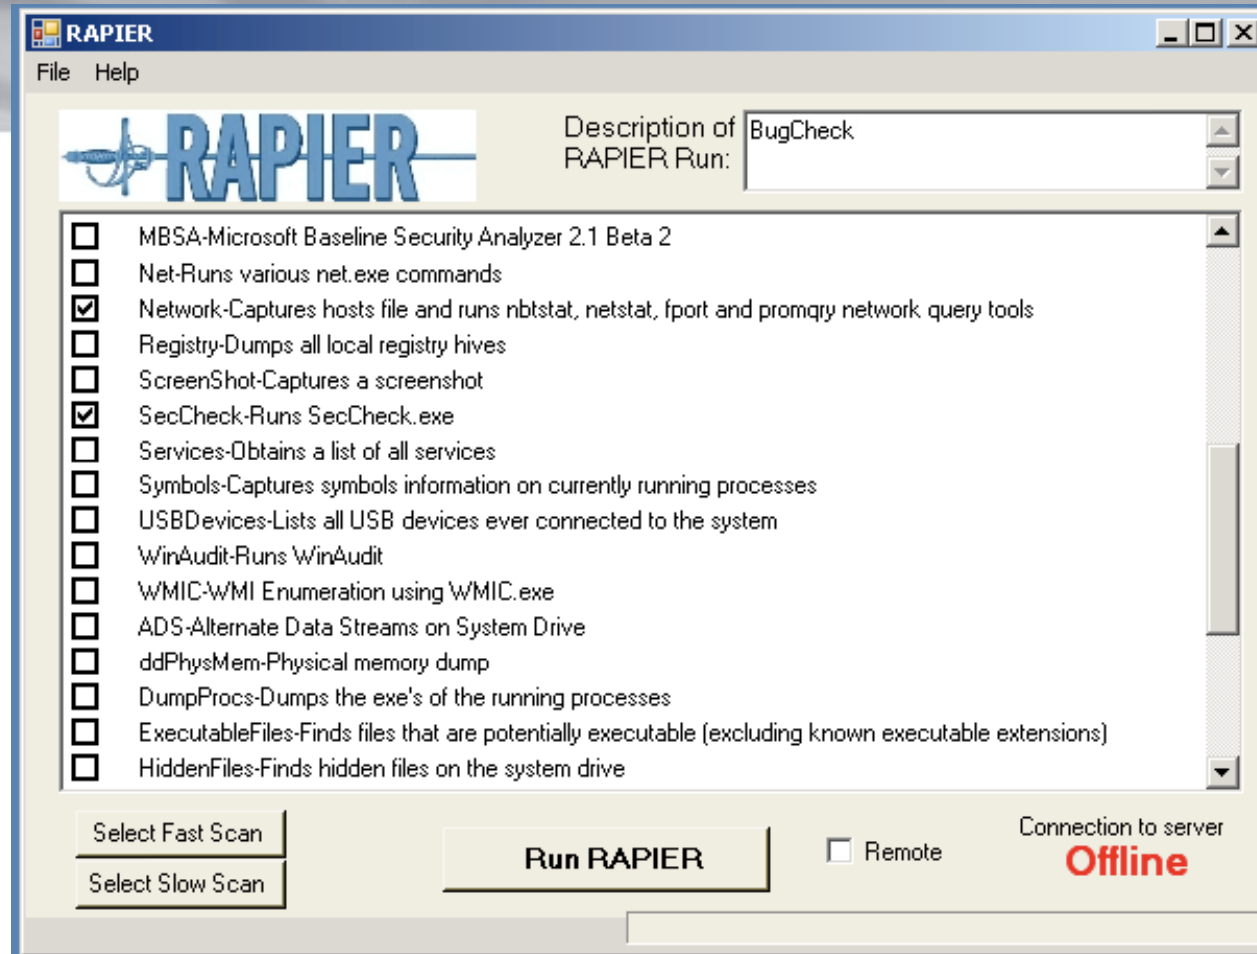 RAPIER
File Help
RAPIER
Description of
RAPIER Run:
BugCheck
MBSA-Microsoft Baseline Security Analyzer 2.1 Beta 2
Net-Runs various net.exe commands
Network-Captures hosts file and runs nbtstat, netstat, fport and promqry network query tools
Registry-Dumps all local registry hives
ScreenShot-Captures a screenshot
SecCheck-Runs SecCheck.exe
Services-Obtains a list of all services
Symbols-Captures symbols information on currently running processes
USBDevices-Lists all USB devices ever connected to the system
WinAudit-Runs WinAudit
WMIC-WMI Enumeration using WMIC.exe
ADS-Alternate Data Streams on System Drive
ddPhysMem-Physical memory dump
DumpProcs-Dumps the exe's of the running processes
ExecutableFiles-Finds files that are potentially executable (excluding known executable extensions)
HiddenFiles-Finds hidden files on the system drive
Select Fast Scan
Select Slow Scan
Run RAPIER
Remote
Connection to server
Offline